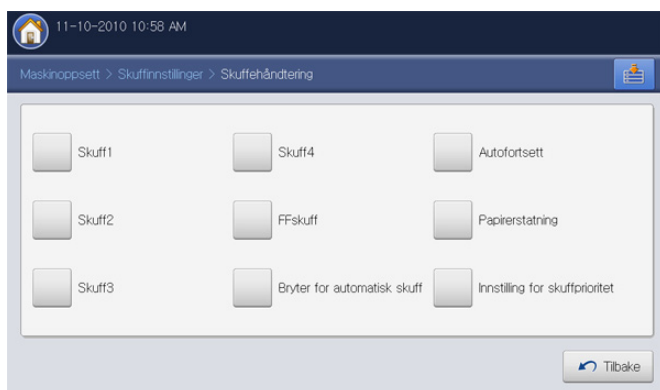 11-10-2010 10:58 AM
Maskinoppsett > Skuffinnstillinger > Skuffehåndtering
Skuff1 Skuff4 Autofortsett
Skuff2 FFskuff Papirerstatning
Skuff3 Bryter for automatisk skuff Innstilling for skuffprioritet
Tilbake